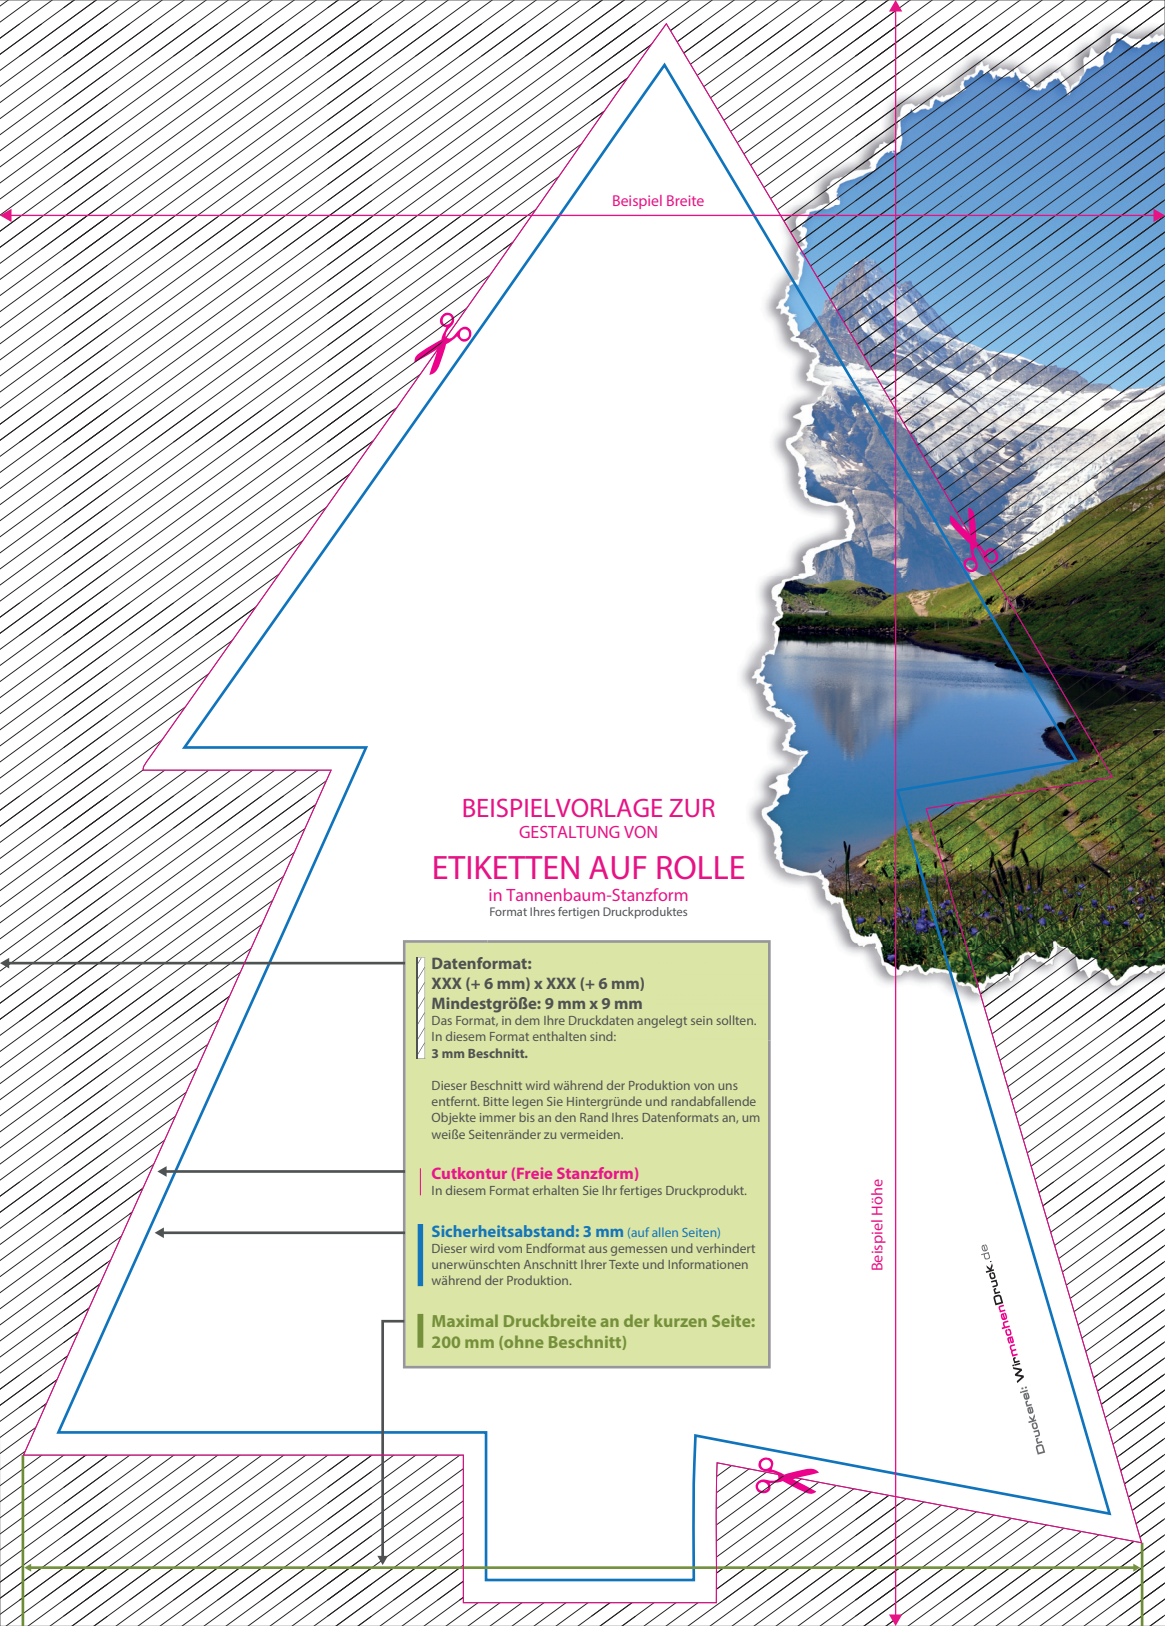 Beispiel Breite
BEISPIELVORLAGE ZUR
GESTALTUNG VON
ETIKETTEN AUF ROLLE
in Tannenbaum-Stanzform
Format Ihres fertigen Druckproduktes
Datenformat:
XXX (+ 6 mm) x XXX (+ 6 mm)
Mindestgröße: 9 mm x 9 mm
Das Format, in dem Ihre Druckdaten angelegt sein sollten.
In diesem Format enthalten sind:
3 mm Beschnitt.
Dieser Beschnitt wird während der Produktion von uns
entfernt. Bitte legen Sie Hintergründe und randabfallende
Objekte immer bis an den Rand Ihres Datenformats an, um
weiße Seitenränder zu vermeiden.
Cutkontur (Freie Stanzform)
In diesem Format erhalten Sie Ihr fertiges Druckprodukt.
Sicherheitsabstand: 3 mm (auf allen Seiten)
Dieser wird vom Endformat aus gemessen und verhindert
unerwünschten Anschnitt Ihrer Texte und Informationen
während der Produktion.
Maximal Druckbreite an der kurzen Seite:
200 mm (ohne Beschnitt)
Beispiel Höhe
Druckerei: WirmachenDruck.de